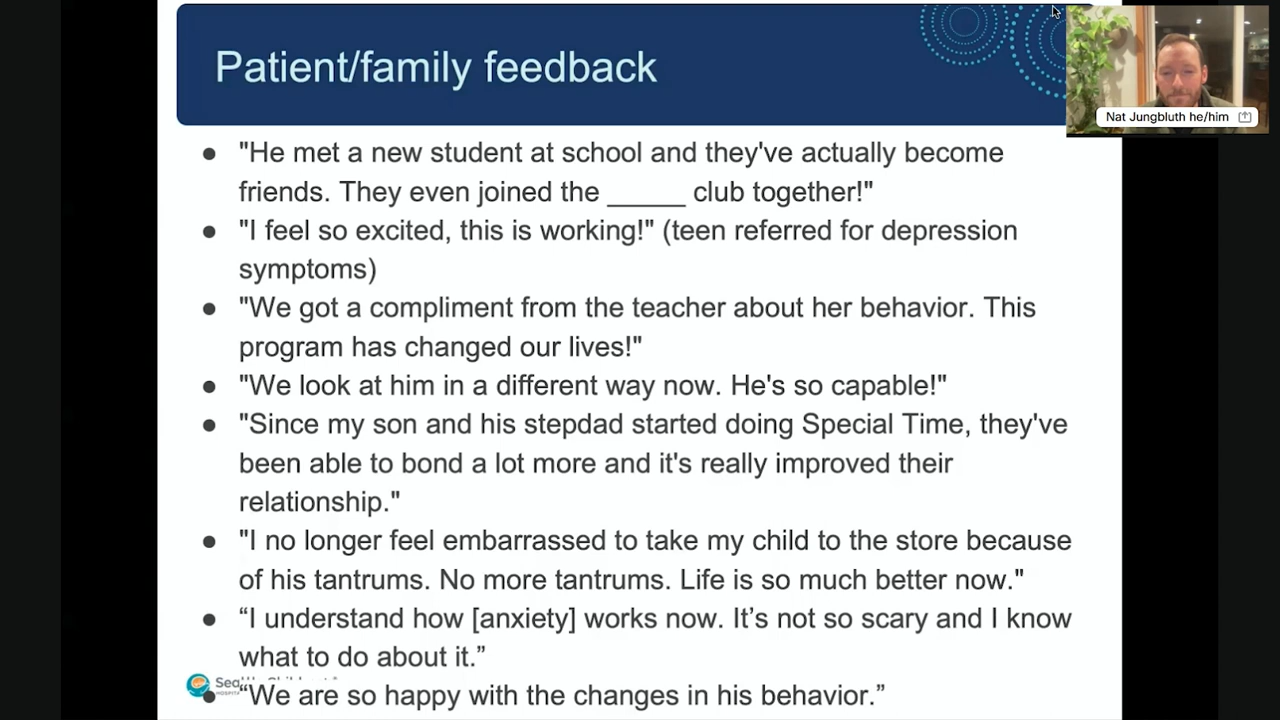 Patient/family feedback
Nat Jungbluth he/him
● "He met a new student at school and they've actually become
friends. They even joined the _____ club together!"
● "I feel so excited, this is working!" (teen referred for depression
symptoms)
● "We got a compliment from the teacher about her behavior. This
program has changed our lives!"
● "We look at him in a different way now. He's so capable!"
● "Since my son and his stepdad started doing Special Time, they've
been able to bond a lot more and it's really improved their
relationship."
● "I no longer feel embarrassed to take my child to the store because
of his tantrums. No more tantrums. Life is so much better now."
● “I understand how [anxiety] works now. It’s not so scary and I know
what to do about it.”
● “We are so happy with the changes in his behavior.”